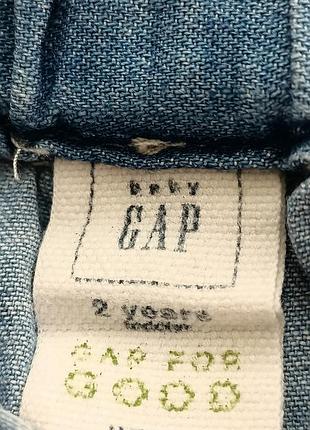 baby
GAP
2 years
toddler
GAP FOR
GOOD